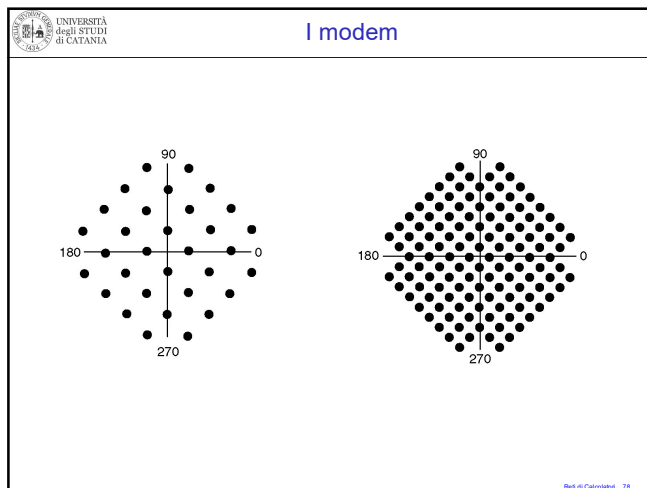 UNIVERSITÀ
degli STUDI
di CATANIA
I modem
90
180
0
270
90
180
0
270
Reti di Calcolatori 78